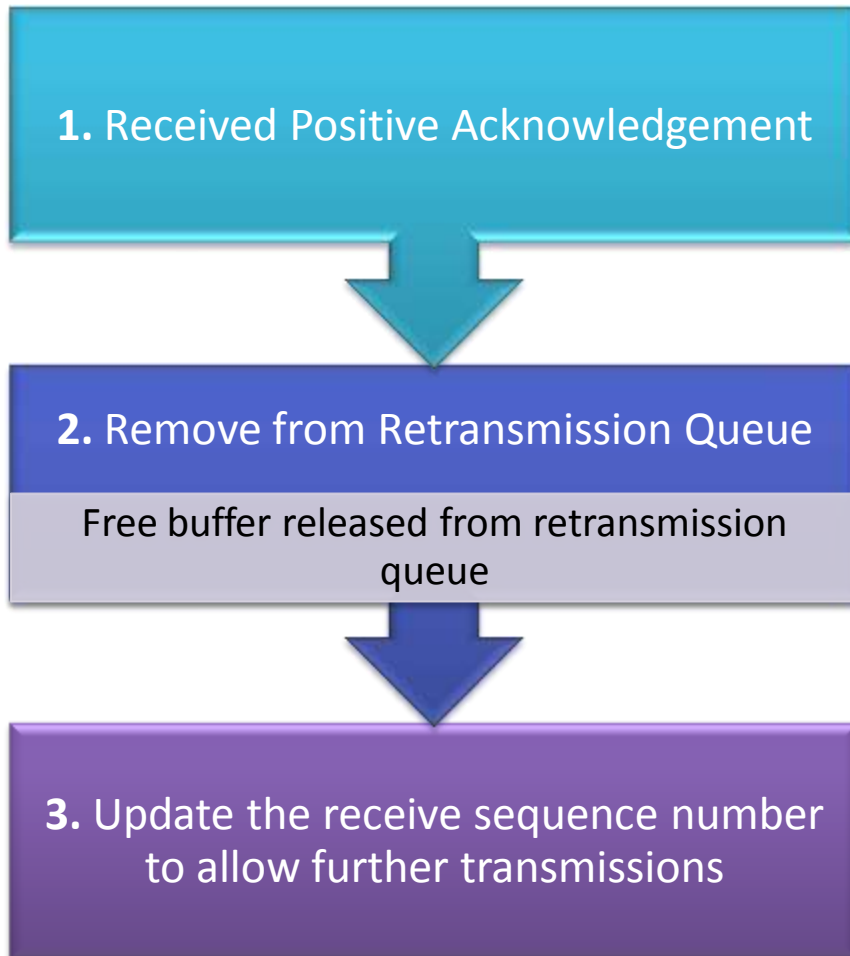 1. Received Positive Acknowledgement
2. Remove from Retransmission Queue
Free buffer released from retransmission
queue
3. Update the receive sequence number
to allow further transmissions